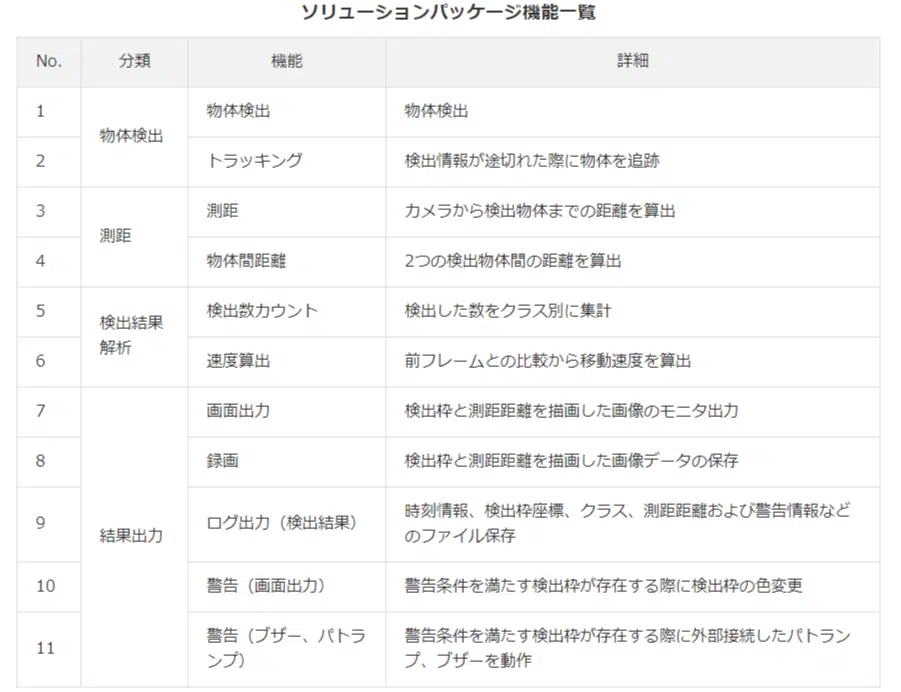 ソリューションパッケージ機能一覧
No. 分類 機能 詳細
1 物体検出 物体検出 物体検出
2 トラッキング 検出情報が途切れた際に物体を追跡
3 測距 測距 カメラから検出物体までの距離を算出
4 物体間距離 2つの検出物体間の距離を算出
5 検出結果 検出数カウント 検出した数をクラス別に集計
解析
6 速度算出 前フレームとの比較から移動速度を算出
7 結果出力 画面出力 検出枠と測距距離を描画した画像のモニタ出力
8 録画 検出枠と測距距離を描画した画像データの保存
9 ログ出力（検出結果） 時刻情報、検出枠座標、クラス、測距距離および警告情報など
のファイル保存
10 警告（画面出力） 警告条件を満たす検出枠が存在する際に検出枠の色変更
11 警告（ブザー、パトラ 警告条件を満たす検出枠が存在する際に外部接続したパトラン
ンプ） プ、ブザーを動作